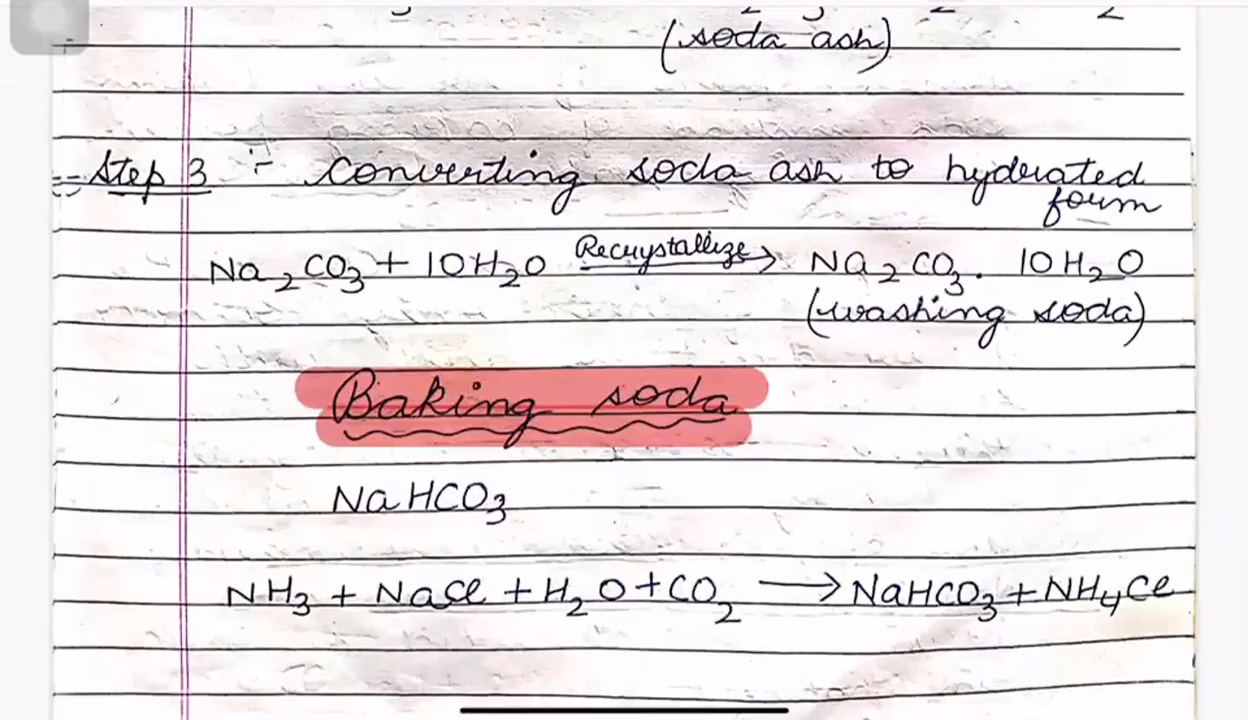 (soda ash)
Step 3 :- Converting soda ash to hydrated form
Na2CO3 + 10H2O Recrystallize → Na2CO3. 10H2O
(washing soda)
Baking soda
NaHCO3
NH3 + NaCl + H2O + CO2 → NaHCO3 + NH4Cl